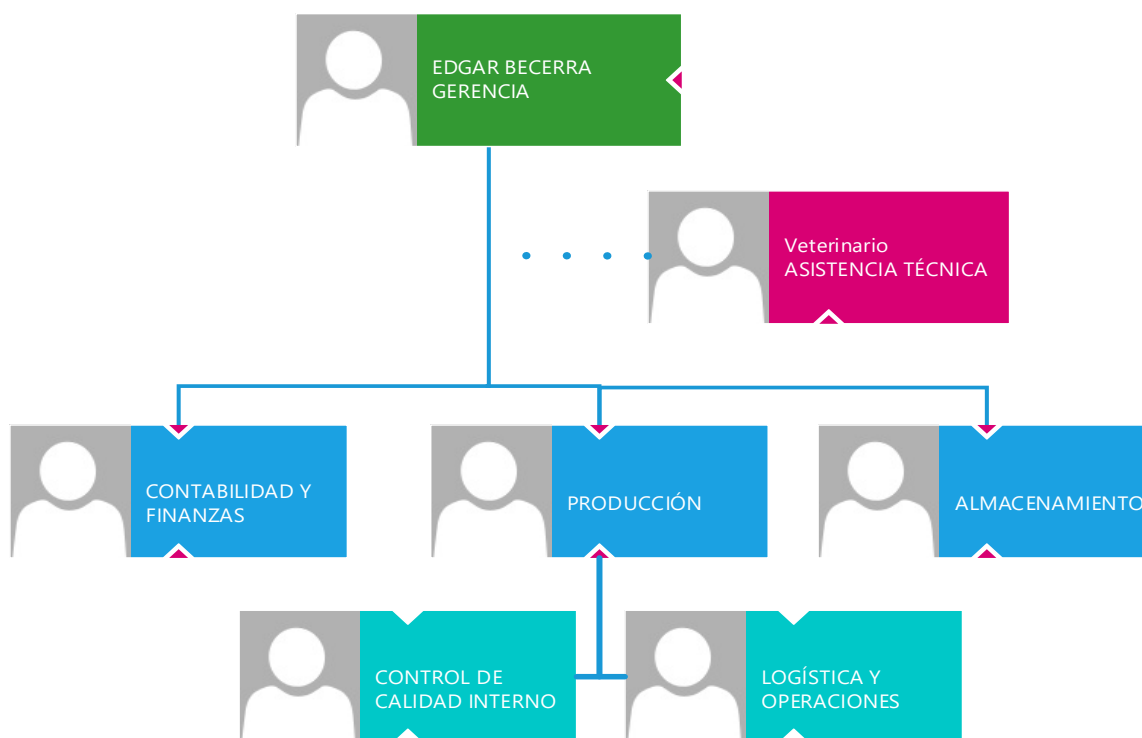 EDGAR BECERRA
GERENCIA
Veterinario
ASISTENCIA TÉCNICA
CONTABILIDAD Y
FINANZAS
PRODUCCIÓN
ALMACENAMIENTO
CONTROL DE
CALIDAD INTERNO
LOGÍSTICA Y
OPERACIONES